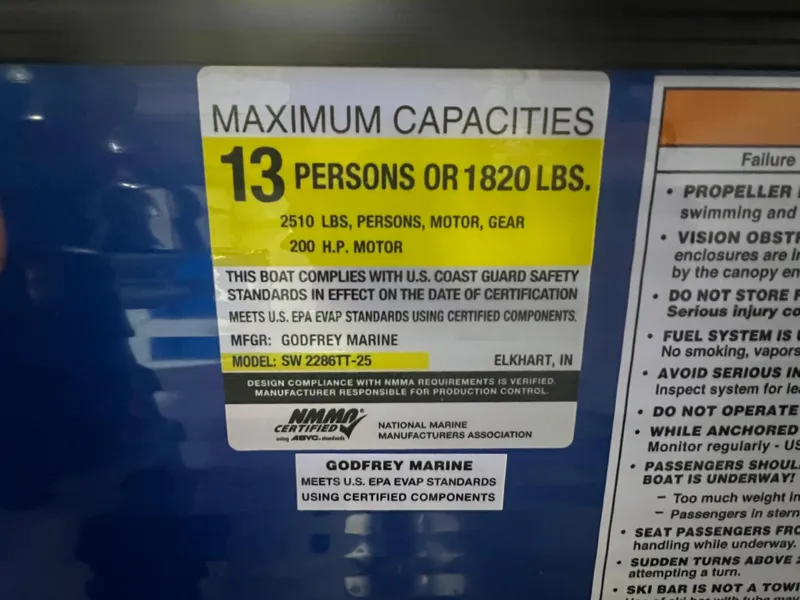 MAXIMUM CAPACITIES
13 PERSONS OR 1820 LBS.
2510 LBS, PERSONS, MOTOR, GEAR
200 H.P. MOTOR
THIS BOAT COMPLIES WITH U.S. COAST GUARD SAFETY
STANDARDS IN EFFECT ON THE DATE OF CERTIFICATION
MEETS U.S. EPA EVAP STANDARDS USING CERTIFIED COMPONENTS.
MFGR: GODFREY MARINE
MODEL: SW 2286TT-25 ELKHART, IN
DESIGN COMPLIANCE WITH NMMA REQUIREMENTS IS VERIFIED.
MANUFACTURER RESPONSIBLE FOR PRODUCTION CONTROL.
NMMA
CERTIFIED
using ABYC. standards
NATIONAL MARINE
MANUFACTURERS ASSOCIATION
GODFREY MARINE
MEETS U.S. EPA EVAP STANDARDS
USING CERTIFIED COMPONENTS
Failure
• PROPELLER
swimming and
• VISION
enclosures are
by the canopy
• DO NOT STORE
Serious injury
• FUEL SYSTEM IS
No smoking, vapors
• AVOID SERIOUS
Inspect system for
• DO NOT OPERATE
• WHILE ANCHORED
Monitor regularly -
• PASSENGERS
BOAT IS UNDERWAY!
– Too much weight in
– Passengers in stern
• SEAT PASSENGERS
handling while underway.
• SUDDEN TURNS ABOVE
attempting a turn.
• SKI BAR IS NOT A